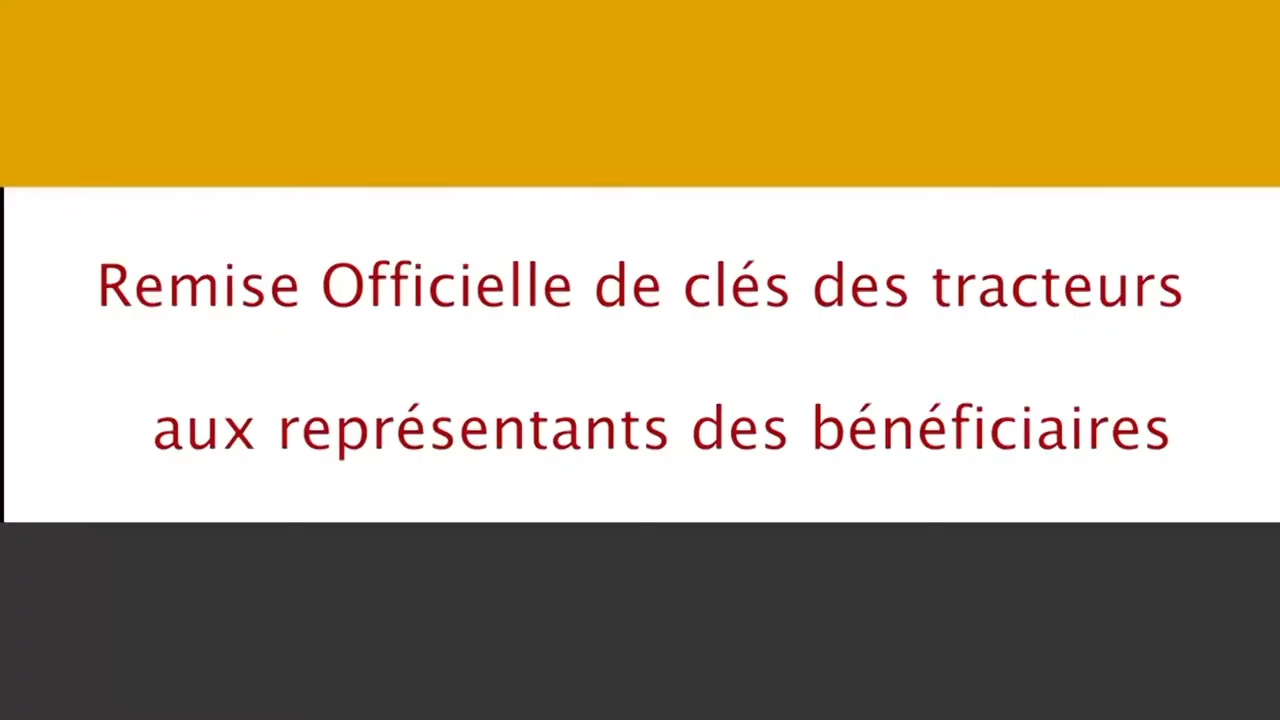 Remise Officielle de clés des tracteurs
aux représentants des bénéficiaires